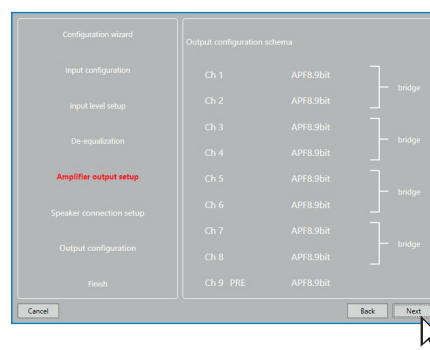 Configuration wizard
Input configuration
Input level setup
De-equalization
Amplifier output setup
Speaker connection setup
Output configuration
Finish
Output configuration schema
Ch 1 APF8.9bit
Ch 2 APF8.9bit
bridge
Ch 3 APF8.9bit
Ch 4 APF8.9bit
bridge
Ch 5 APF8.9bit
Ch 6 APF8.9bit
bridge
Ch 7 APF8.9bit
Ch 8 APF8.9bit
bridge
Ch 9 PRE APF8.9bit
Cancel Back Next